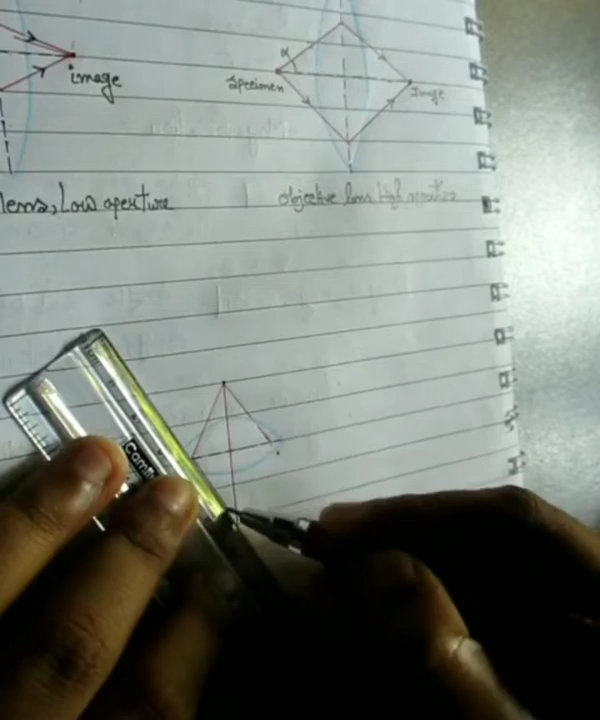 α
image
Specimen
Image
lens, Low aperture
objective lens, High aperture
Camlin